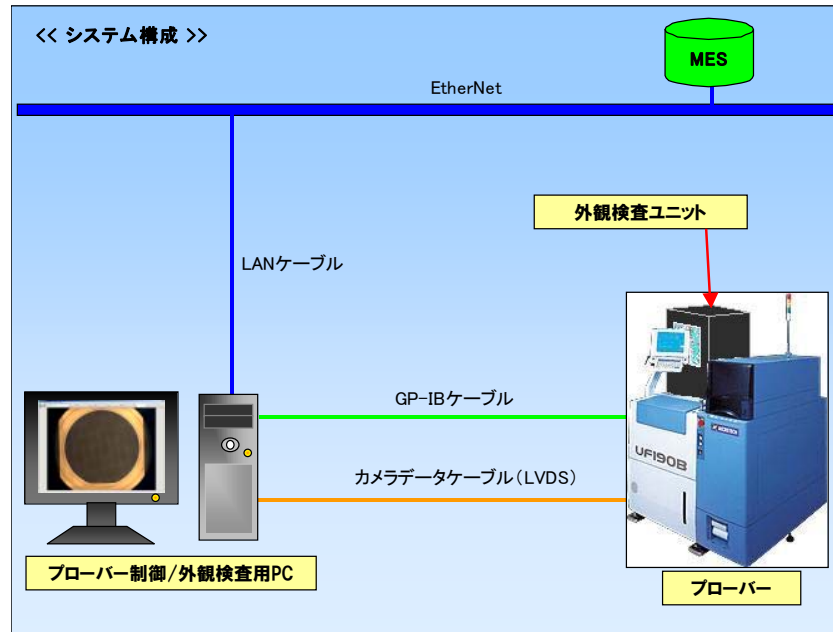 << システム構成 >>
MES
EtherNet
外観検査ユニット
LANケーブル
GP-IBケーブル
UF190B
カメラデータケーブル（LVDS）
プローバー制御/外観検査用PC
プローバー